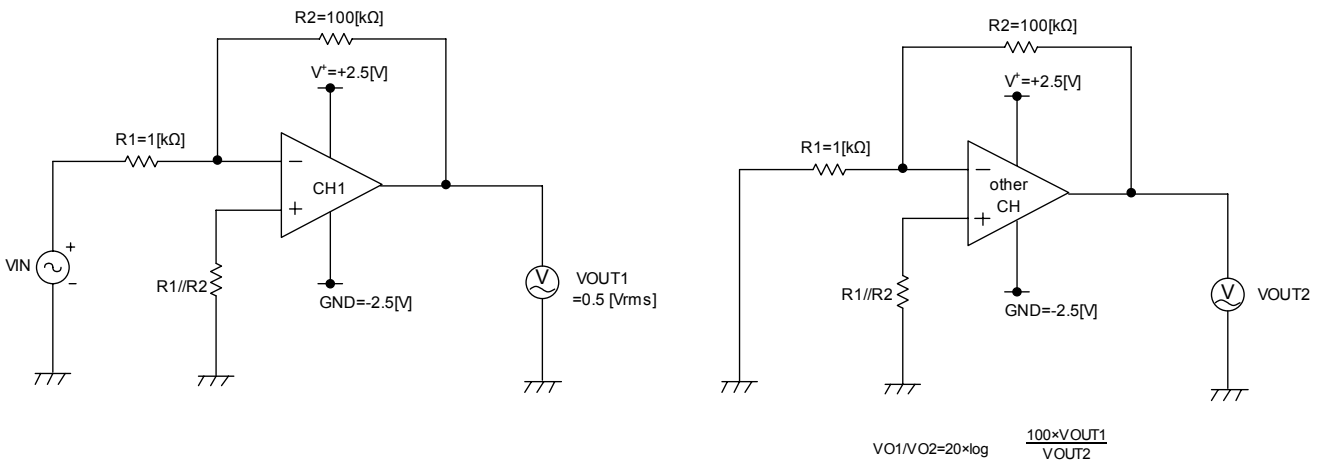 R2=100[kΩ]
V+=+2.5[V]
R1=1[kΩ]
−
CH1
+
VIN
+
−
R1//R2
GND=-2.5[V]
V
VOUT1
=0.5 [Vrms]
R2=100[kΩ]
V+=+2.5[V]
R1=1[kΩ]
−
other
CH
+
R1//R2
GND=-2.5[V]
V
VOUT2
VO1/VO2=20×log 100×VOUT1
VOUT2